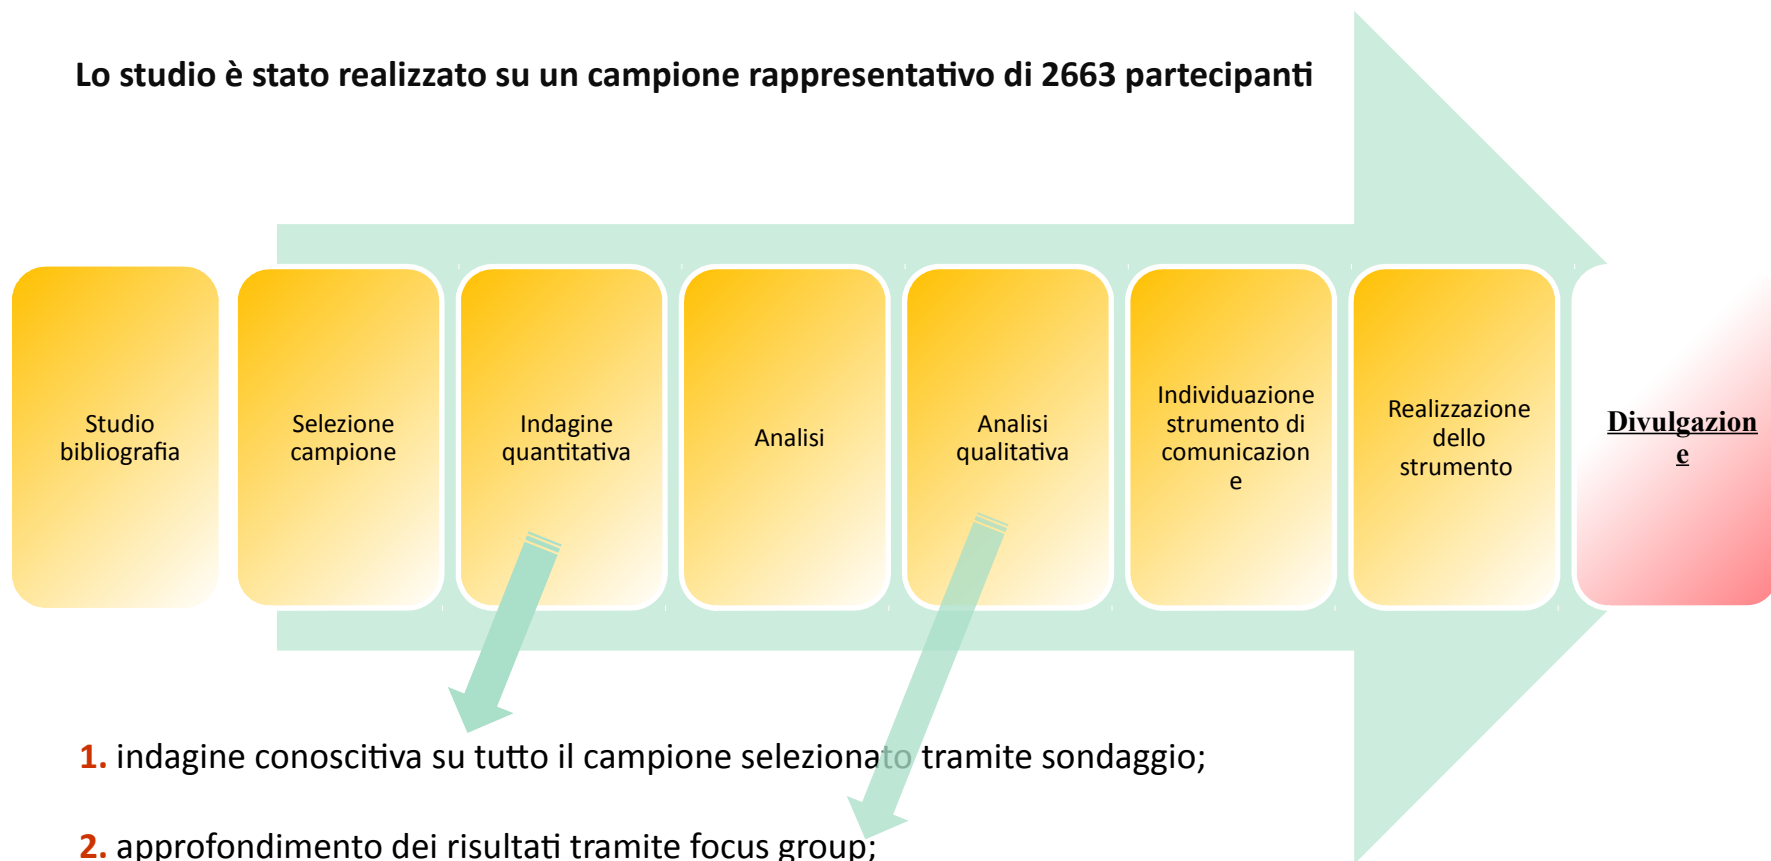 Lo studio è stato realizzato su un campione rappresentativo di 2663 partecipanti
Studio
bibliografia
Selezione
campione
Indagine
quantitativa
Analisi
Analisi
qualitativa
Individuazione
strumento di
comunicazion
e
Realizzazione
dello
strumento
Divulgazion
e
1. indagine conoscitiva su tutto il campione selezionato tramite sondaggio;
2. approfondimento dei risultati tramite focus group;